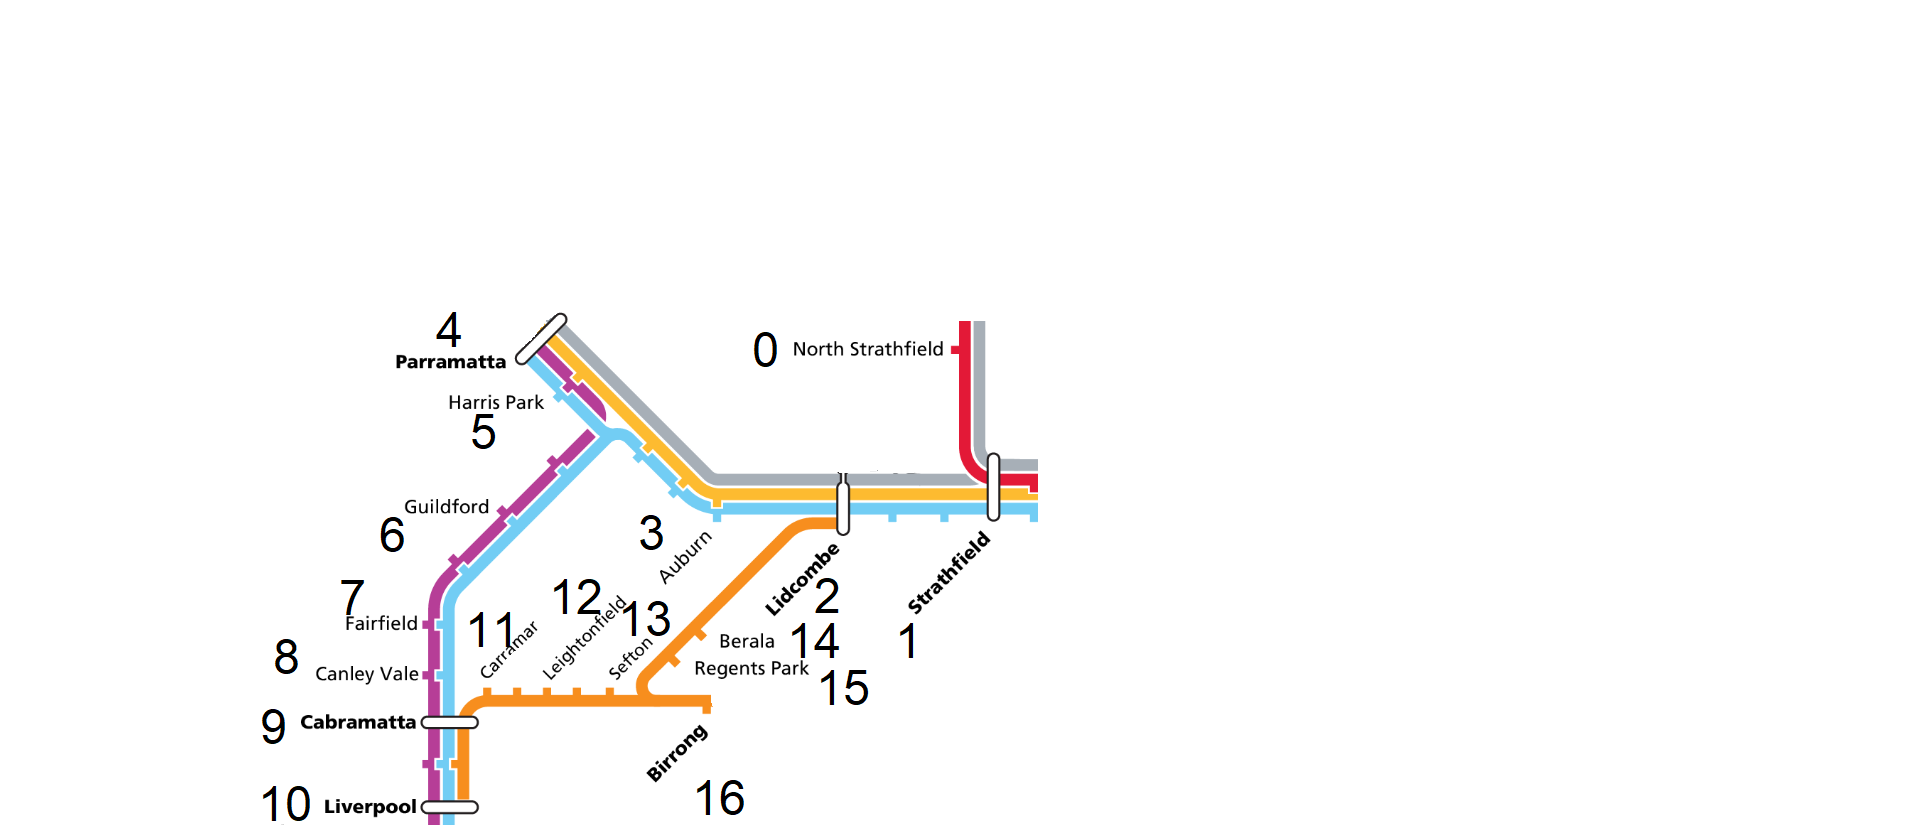 4
Parramatta
0
North Strathfield
Harris Park
5
Guildford
6
3
Auburn
Lidcombe
2
Strathfield
1
7
Fairfield
11
Carramar
12
Leightonfield
13
Sefton
Berala
14
8
Canley Vale
Regents Park
15
9
Cabramatta
Birrong
16
10
Liverpool